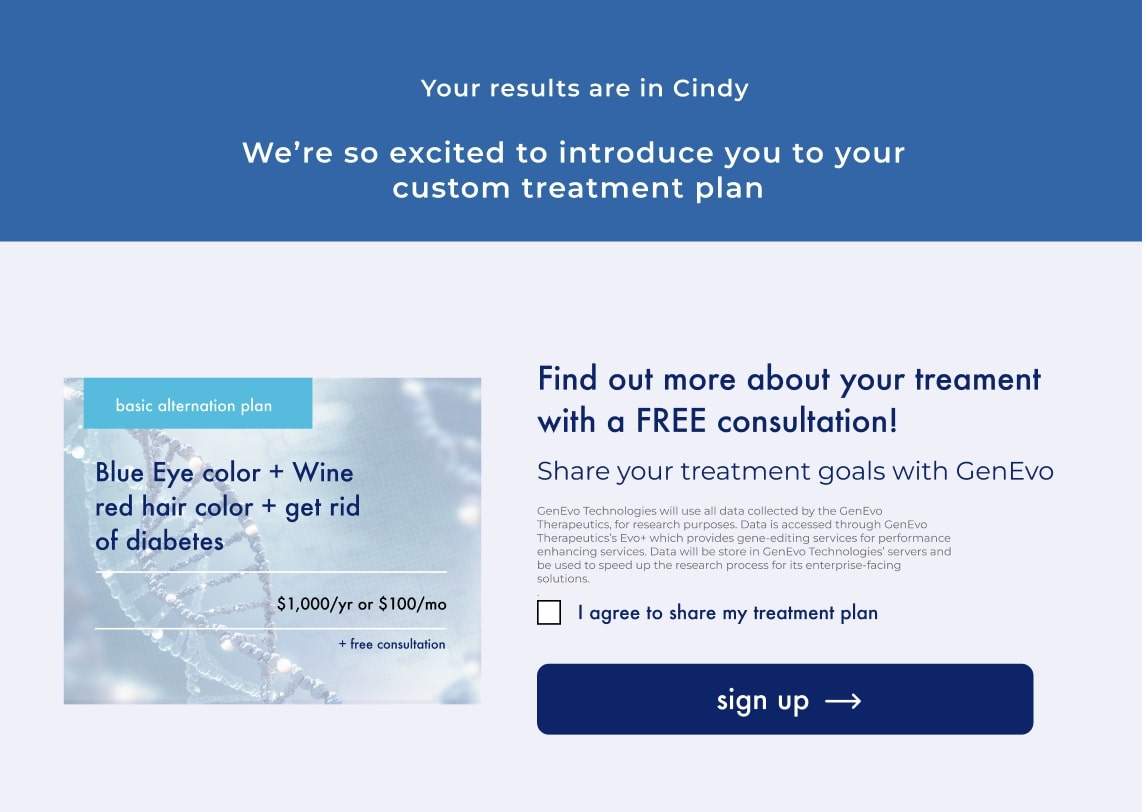 Your results are in Cindy
We’re so excited to introduce you to your
custom treatment plan
basic alternation plan
Blue Eye color + Wine
red hair color + get rid
of diabetes
$1,000/yr or $100/mo
+ free consultation
Find out more about your treament
with a FREE consultation!
Share your treatment goals with GenEvo
GenEvo Technologies will use all data collected by the GenEvo
Therapeutics, for research purposes. Data is accessed through GenEvo
Therapeutics’s Evo+ which provides gene-editing services for performance
enhancing services. Data will be store in GenEvo Technologies’ servers and
be used to speed up the research process for its enterprise-facing
solutions.
.
I agree to share my treatment plan
sign up →